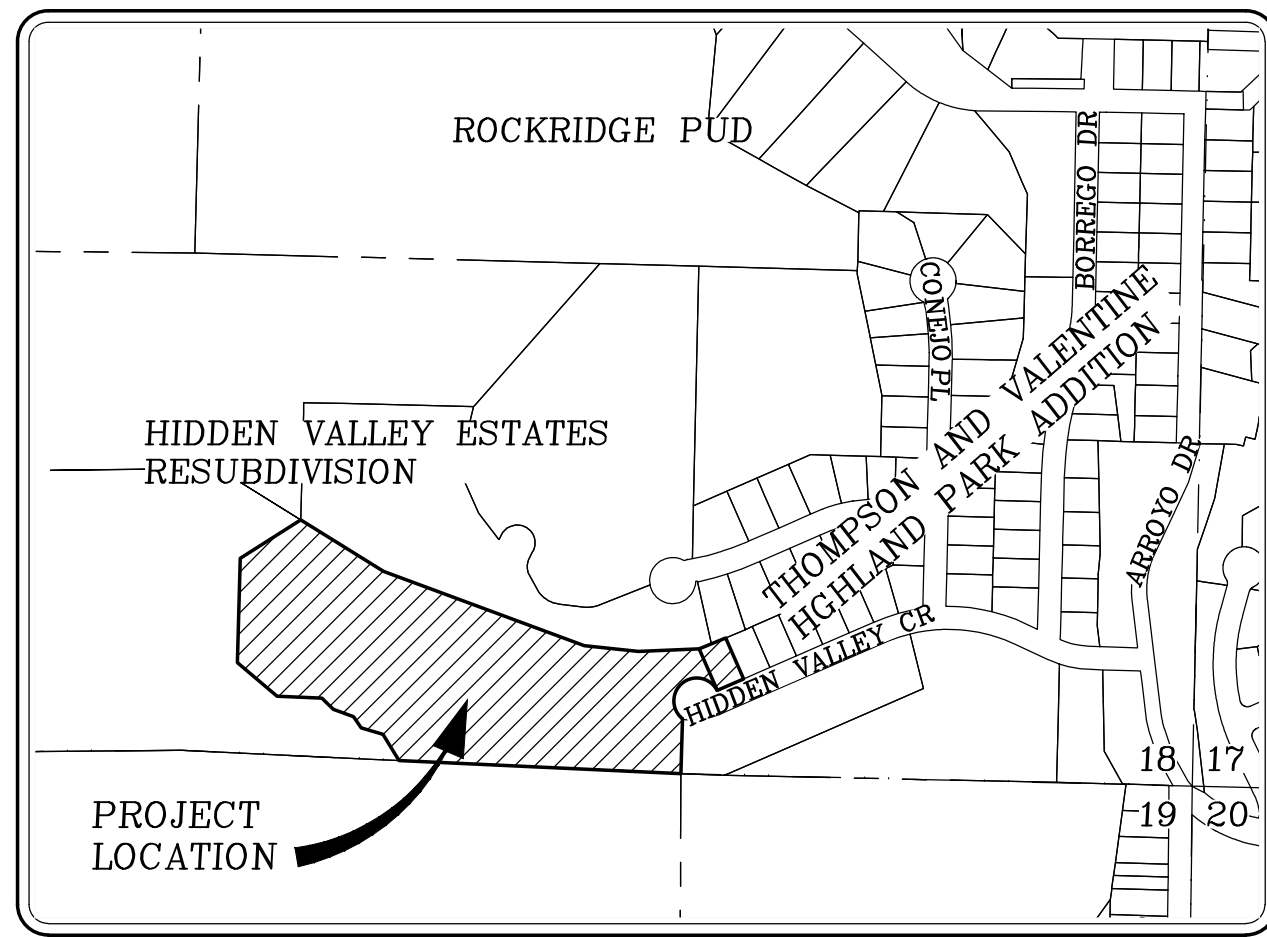 ROCKRIDGE PUD
BORREGO DR
CONEJO PL
THOMPSON AND VALENTINE
HGHLAND PARK ADDITION
HIDDEN VALLEY ESTATES
RESUBDIVISION
ARROYO DR
HIDDEN VALLEY CR
18 17
19 20
PROJECT
LOCATION